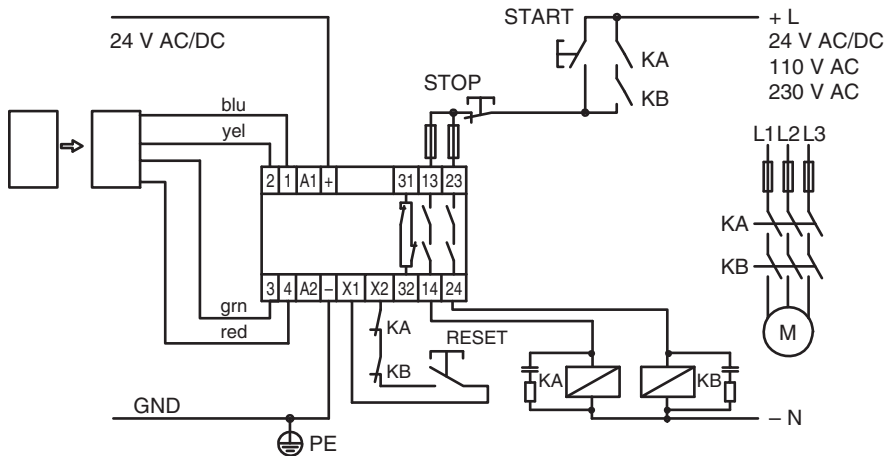 START
+ L
24 V AC/DC
24 V AC/DC
110 V AC
230 V AC
KA
KB
STOP
blu
yel
L1 L2 L3
2 1 A1 + 31 13 23
KA
KB
3 4 A2 – X1 X2 32 14 24
grn
red
KA
RESET
KB
M
KA
KB
GND
– N
PE